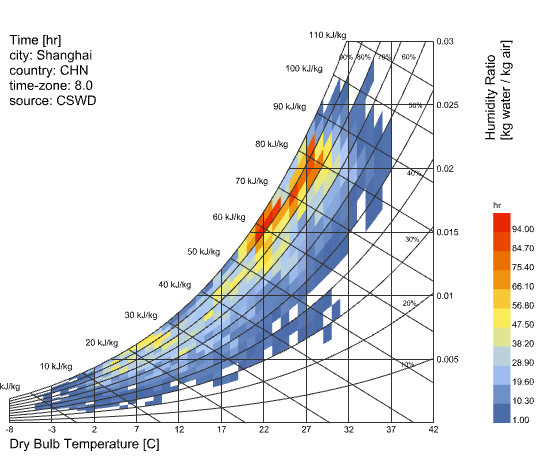 Time [hr]
city: Shanghai
country: CHN
time-zone: 8.0
source: CSWD
110 kJ/kg
100 kJ/kg
90 kJ/kg
80 kJ/kg
70 kJ/kg
60 kJ/kg
50 kJ/kg
40 kJ/kg
30 kJ/kg
20 kJ/kg
10 kJ/kg
kJ/kg
90% 80% 70% 60%
50%
40%
30%
20%
10%
0.03
0.025
0.02
0.015
0.01
0.005
-8 -3 2 7 12 17 22 27 32 37 42
Dry Bulb Temperature [C]
Humidity Ratio
[kg water / kg air]
hr
94.00
84.70
75.40
66.10
56.80
47.50
38.20
28.90
19.60
10.30
1.00